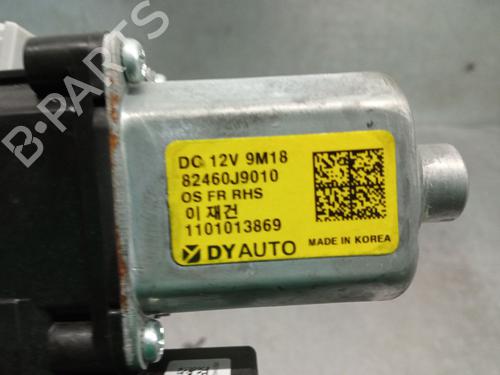 DC 12V 9M18
82460J9010
OS FR RHS
이재건
1101013869
DYAUTO
MADE IN KOREA
B-PARTS